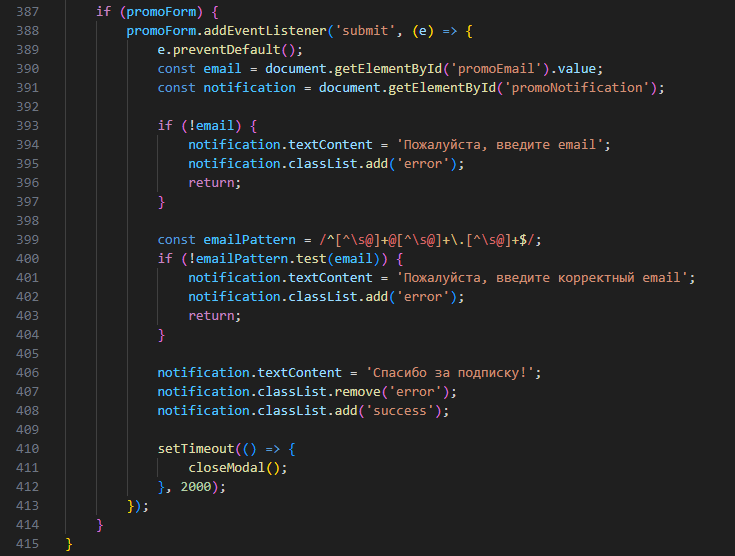 387 if (promoForm) {
388 promoForm.addEventListener('submit', (e) => {
389 e.preventDefault();
390 const email = document.getElementById('promoEmail').value;
391 const notification = document.getElementById('promoNotification');
392
393 if (!email) {
394 notification.textContent = 'Пожалуйста, введите email';
395 notification.classList.add('error');
396 return;
397 }
398
399 const emailPattern = /^[^\s@]+@[^\s@]+\.[^\s@]+$/;
400 if (!emailPattern.test(email)) {
401 notification.textContent = 'Пожалуйста, введите корректный email';
402 notification.classList.add('error');
403 return;
404 }
405
406 notification.textContent = 'Спасибо за подписку!';
407 notification.classList.remove('error');
408 notification.classList.add('success');
409
410 setTimeout(() => {
411 closeModal();
412 }, 2000);
413 });
414 }
415 }